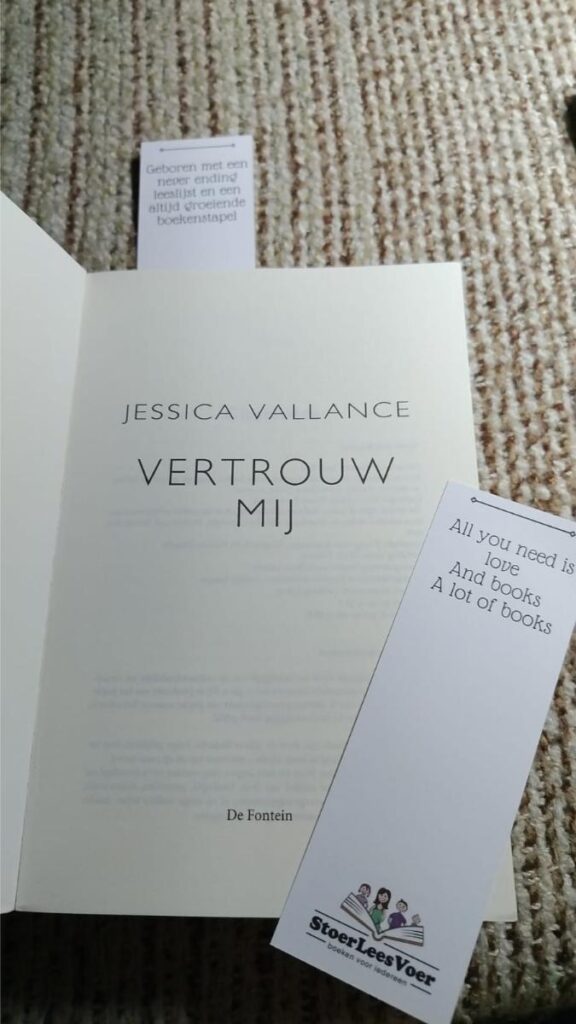 Geboren met een
never ending
leeslijst en een
altijd groeiende
boekenstapel
JESSICA VALLANCE
VERTROUW
MIJ
De Fontein
All you need is
love
And books
A lot of books
StoerLeesVoer
boeken voor iedereen